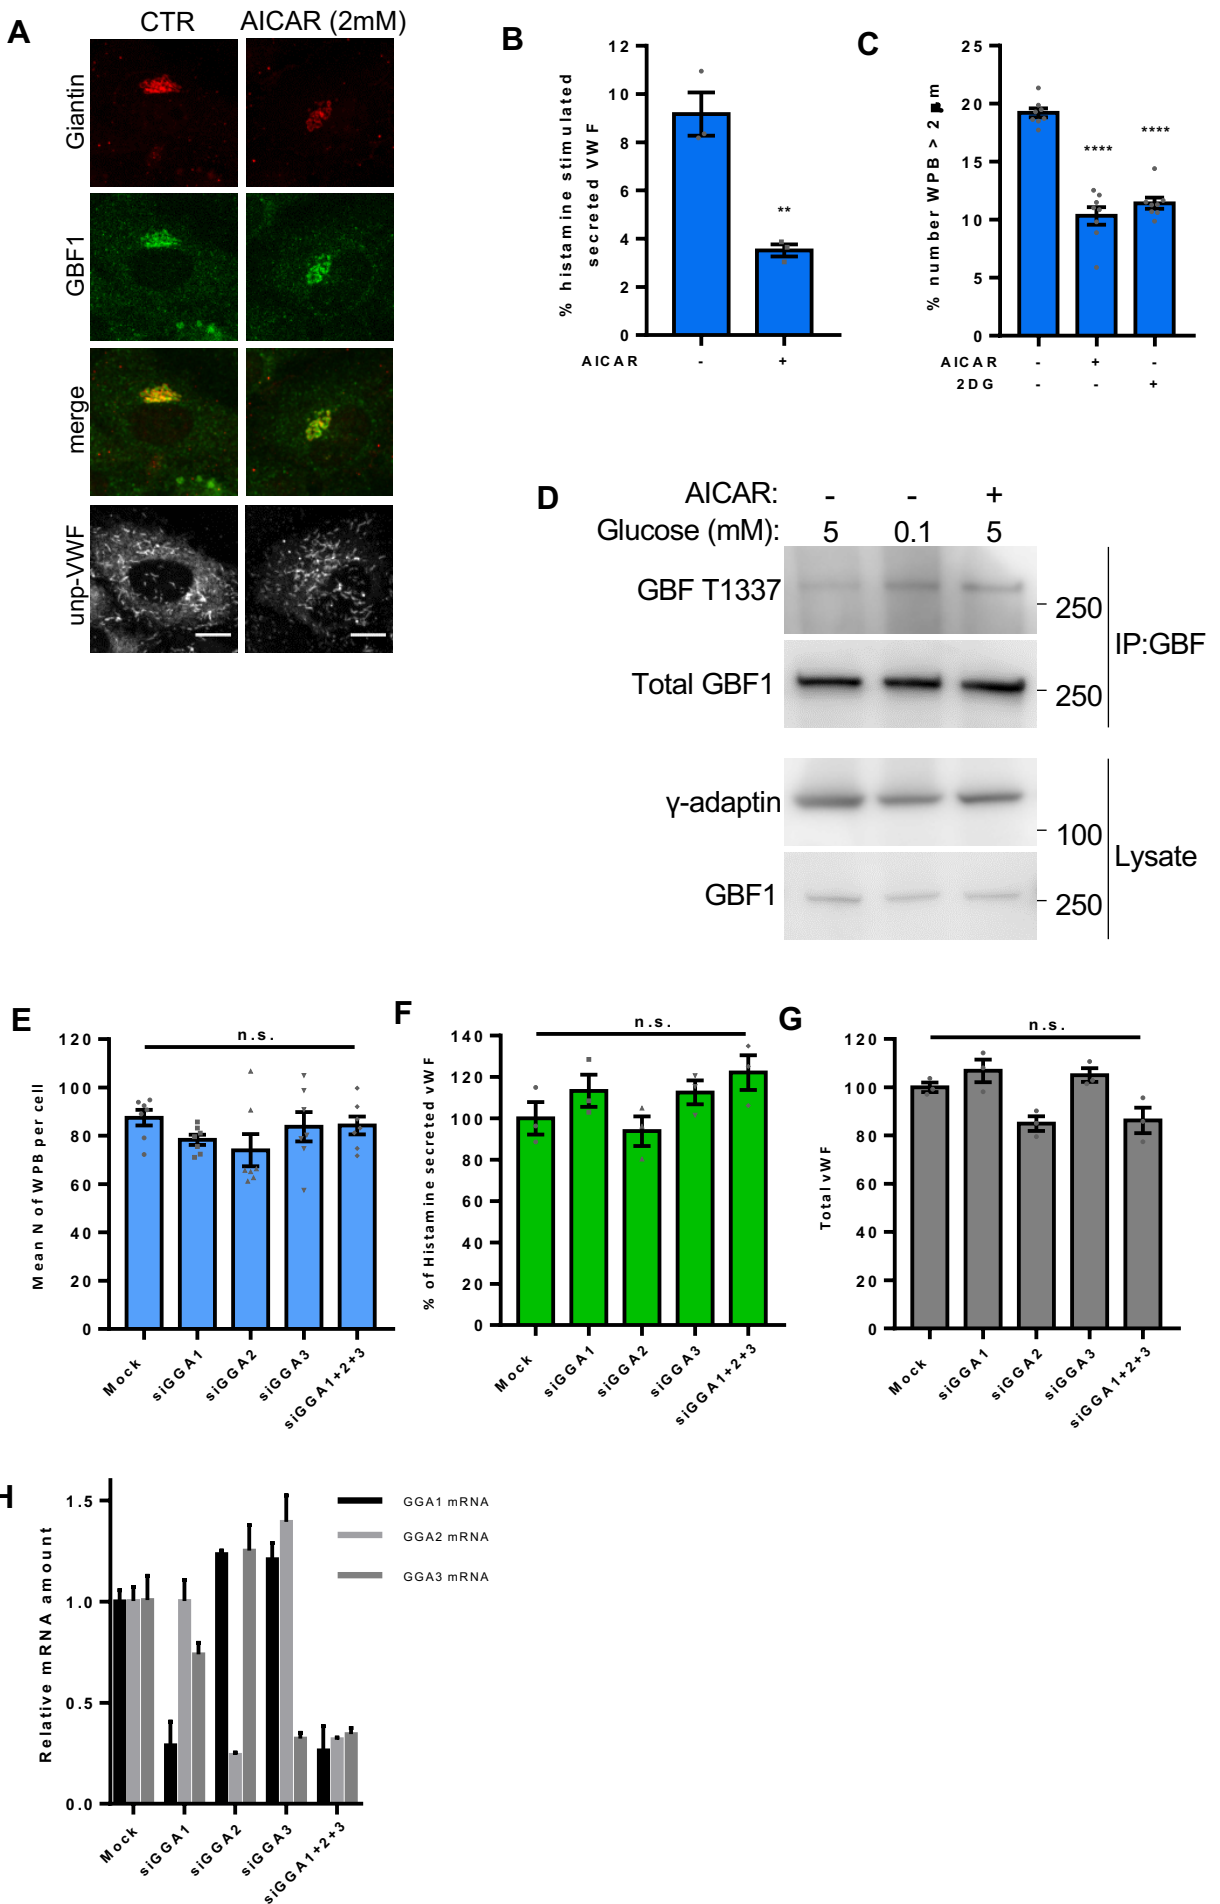 A
CTR
AICAR (2mM)
Giantin
GBF1
merge
unp-VWF
B
% histamine stimulated
secreted VWF
12
10
8
6
4
2
0
AICAR
-
+
C
% number WPB > 2 μm
25
20
15
10
5
0
**
****
****
AICAR
-
+
-
2DG
-
-
+
D
AICAR:
-
-
+
Glucose (mM):
5
0.1
5
GBF T1337
250
Total GBF1
250
IP:GBF
γ-adaptin
100
GBF1
250
Lysate
E
Mean N of WPB per cell
120
100
80
60
40
20
0
n.s.
Mock
siGGA1
siGGA2
siGGA3
siGGA1+2+3
F
% of Histamine secreted vWF
140
120
100
80
60
40
20
0
n.s.
Mock
siGGA1
siGGA2
siGGA3
siGGA1+2+3
G
Total vWF
120
100
80
60
40
20
0
n.s.
Mock
siGGA1
siGGA2
siGGA3
siGGA1+2+3
H
Relative mRNA amount
1.5
1.0
0.5
0.0
GGA1 mRNA
GGA2 mRNA
GGA3 mRNA
Mock
siGGA1
siGGA2
siGGA3
siGGA1+2+3